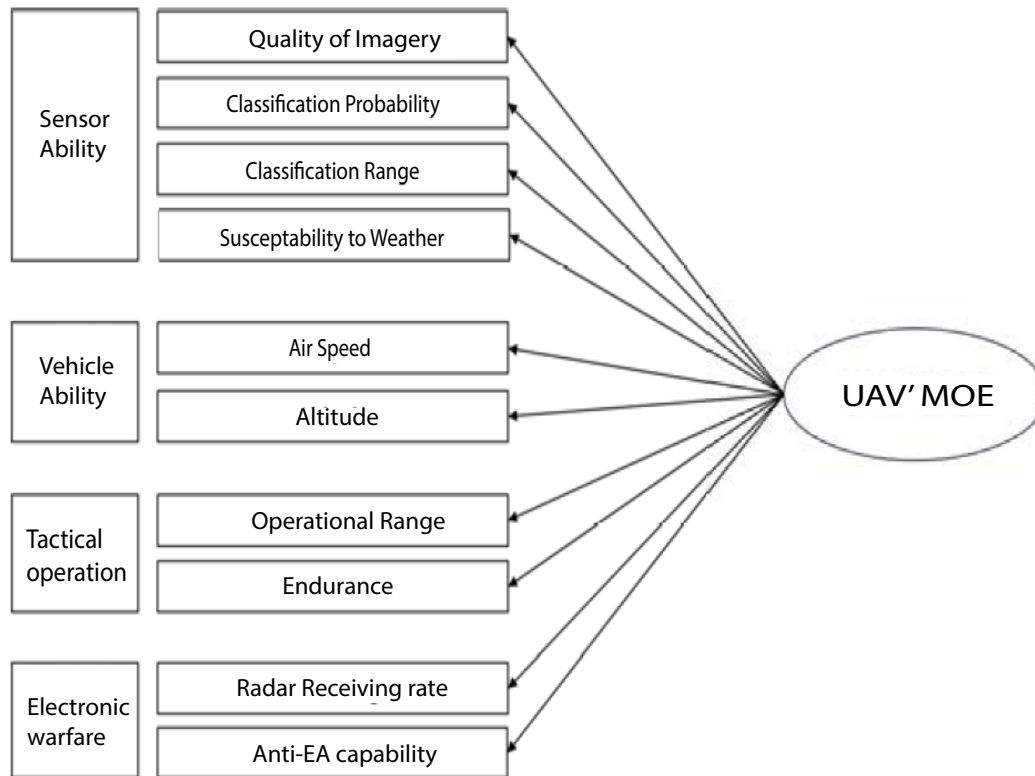 Sensor
Ability
Quality of Imagery
Classification Probability
Classification Range
Susceptability to Weather
Vehicle
Ability
Air Speed
Altitude
UAV’ MOE
Tactical
operation
Operational Range
Endurance
Electronic
warfare
Radar Receiving rate
Anti-EA capability